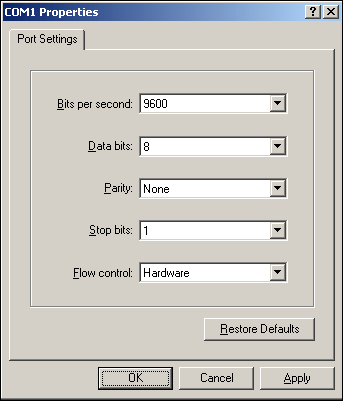 COM1 Properties
Port Settings
Bits per second: 9600
Data bits: 8
Parity: None
Stop bits: 1
Flow control: Hardware
Restore Defaults
OK Cancel Apply